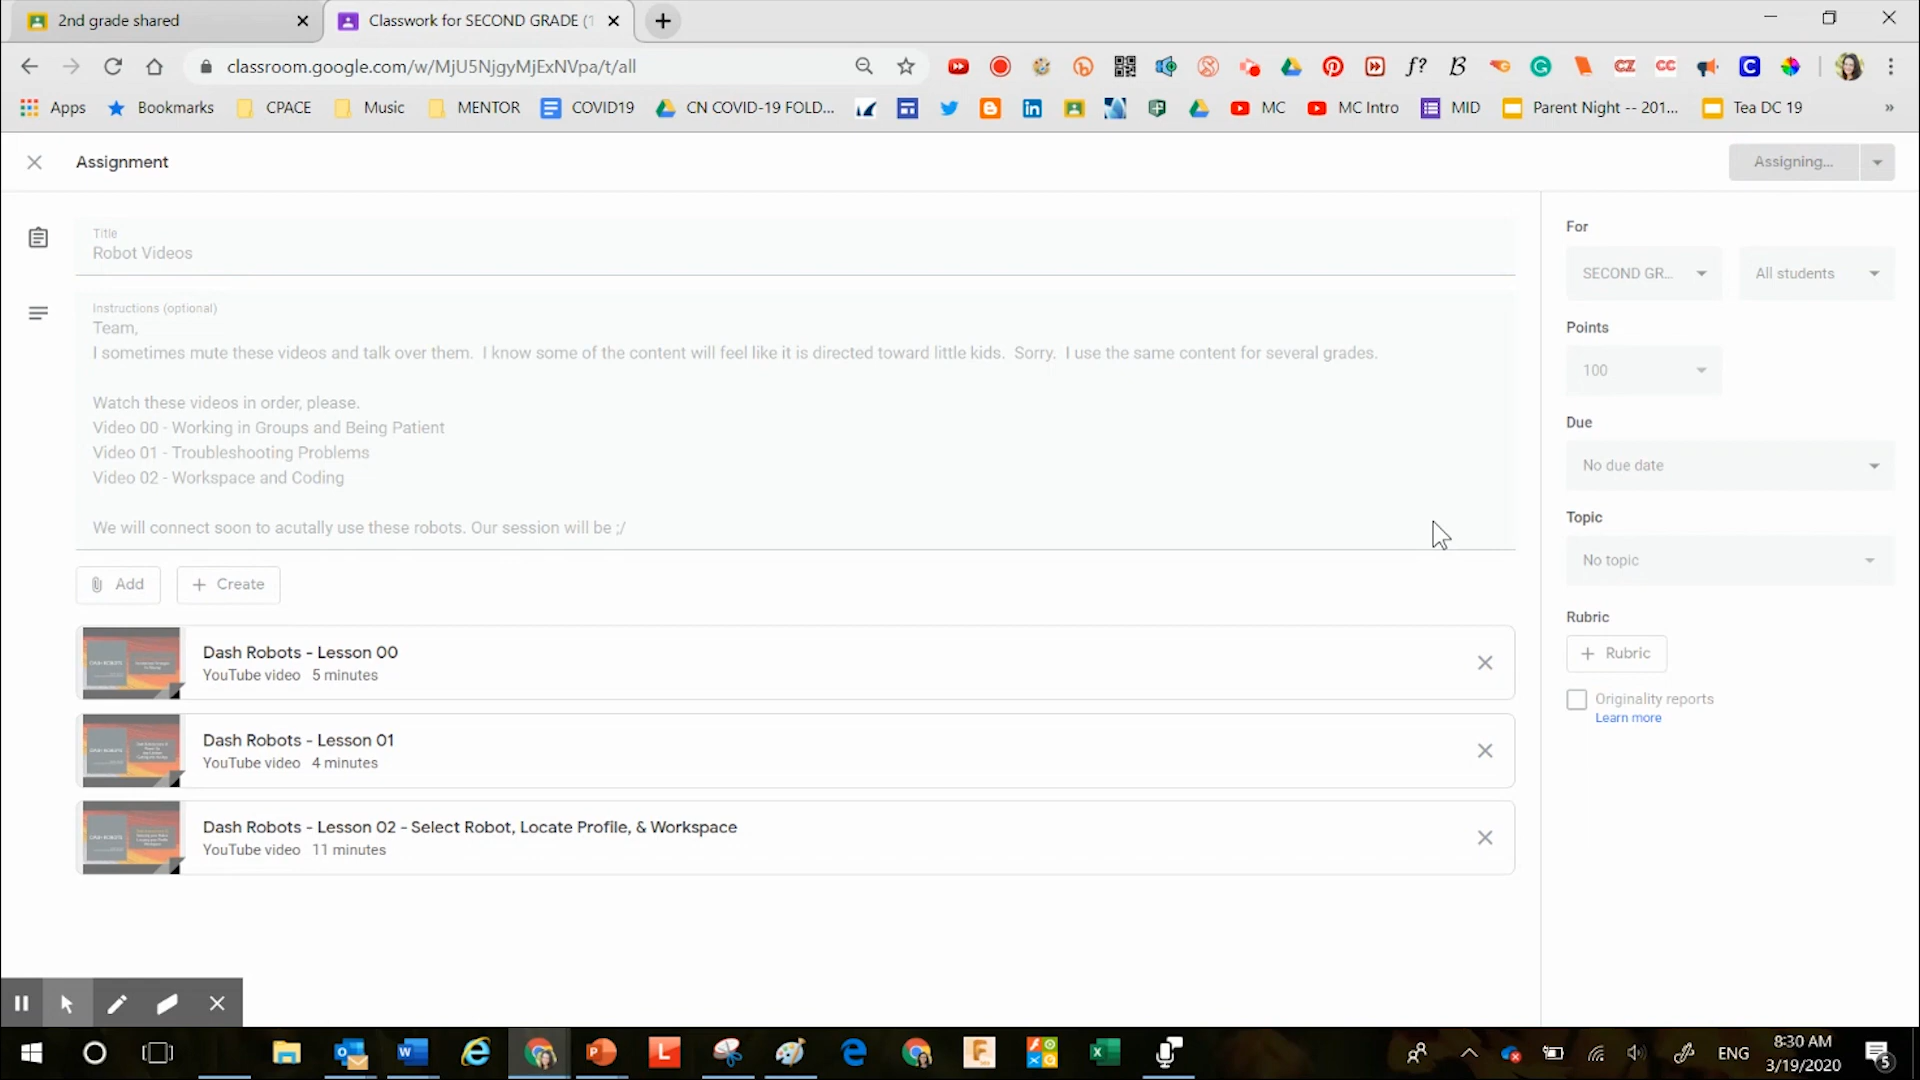 2nd grade shared
Classwork for SECOND GRADE (1
classroom.google.com/w/MjU5NjgyMjExNVpa/t/all
Apps Bookmarks CPACE Music MENTOR COVID19 CN COVID-19 FOLD... MC MC Intro MID Parent Night -- 201... Tea DC 19 »
Assignment
Assigning...
Title
Robot Videos
Instructions (optional)
Team,
I sometimes mute these videos and talk over them.  I know some of the content will feel like it is directed toward little kids.  Sorry.  I use the same content for several grades.
Watch these videos in order, please.
Video 00 - Working in Groups and Being Patient
Video 01 - Troubleshooting Problems
Video 02 - Workspace and Coding
We will connect soon to acutally use these robots. Our session will be ;/
Add
Create
Dash Robots - Lesson 00
YouTube video 5 minutes
Dash Robots - Lesson 01
YouTube video 4 minutes
Dash Robots - Lesson 02 - Select Robot, Locate Profile, & Workspace
YouTube video 11 minutes
For
SECOND GR...
All students
Points
100
Due
No due date
Topic
No topic
Rubric
Rubric
Originality reports
Learn more
ENG
8:30 AM
3/19/2020
5